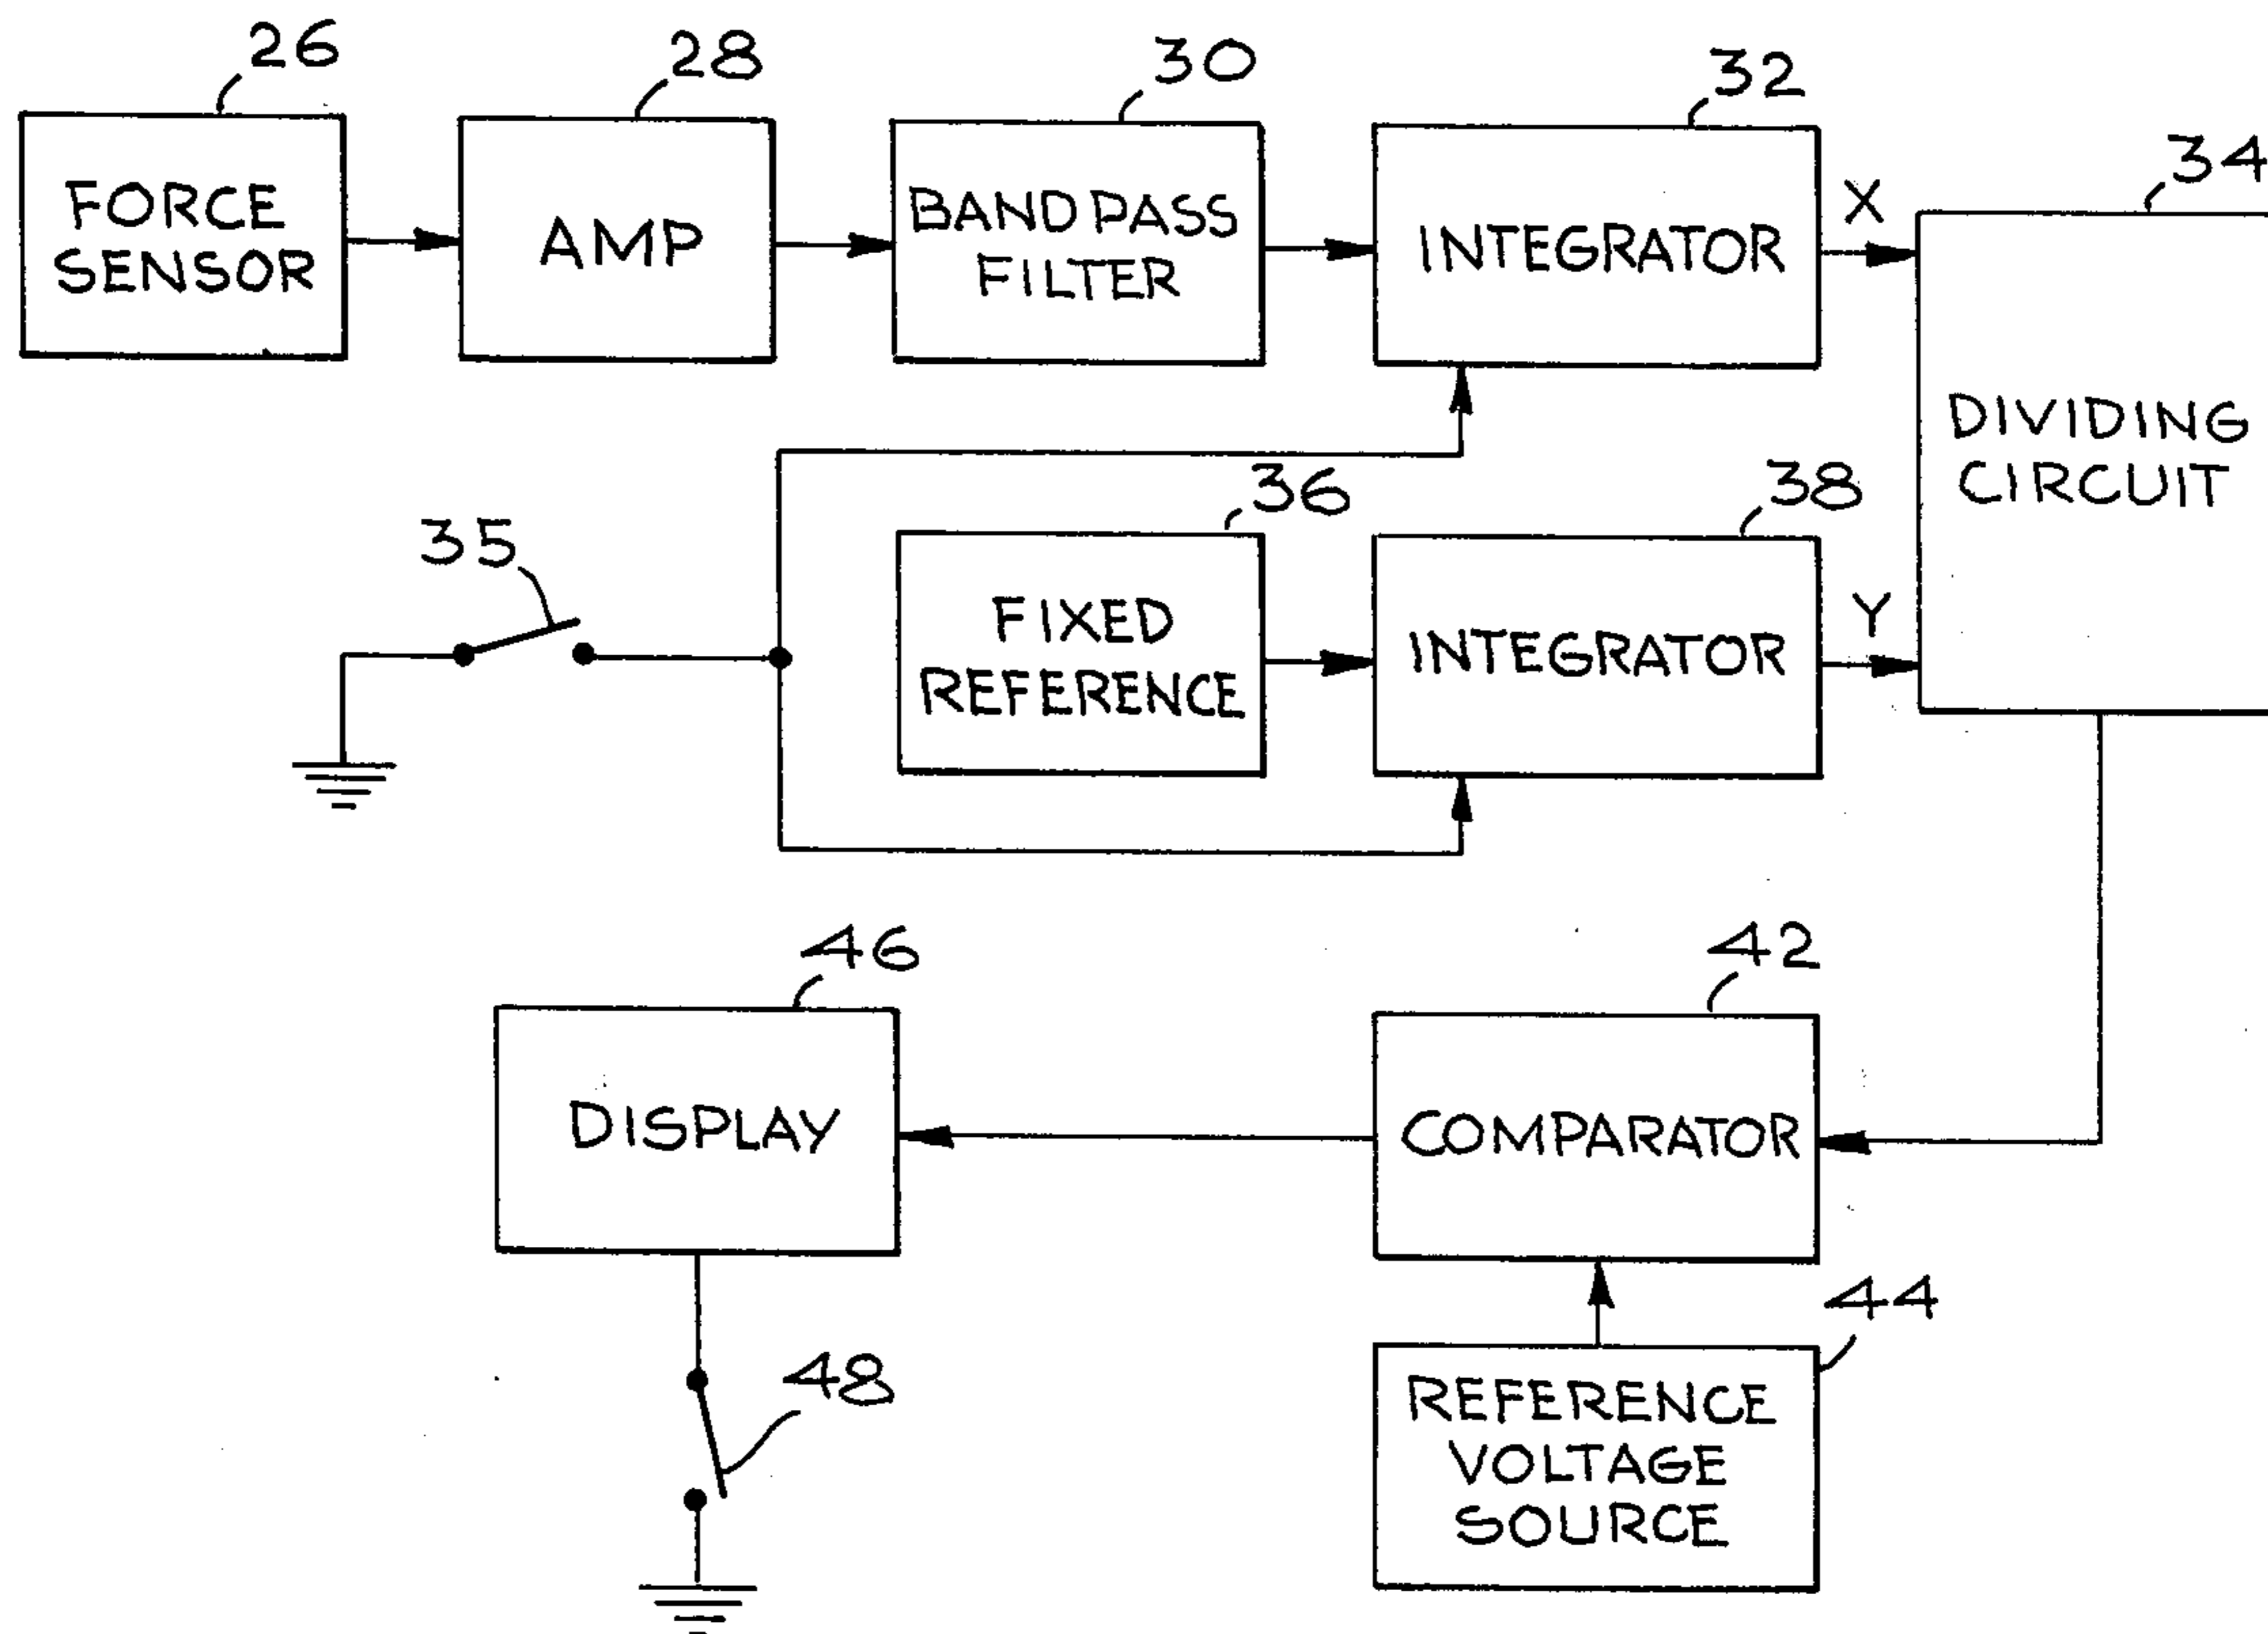 26
28
30
32
34
FORCE
SENSOR
AMP
BAND PASS
FILTER
INTEGRATOR
X
DIVIDING
CIRCUIT
35
36
38
FIXED
REFERENCE
INTEGRATOR
Y
46
42
DISPLAY
COMPARATOR
44
48
REFERENCE
VOLTAGE
SOURCE